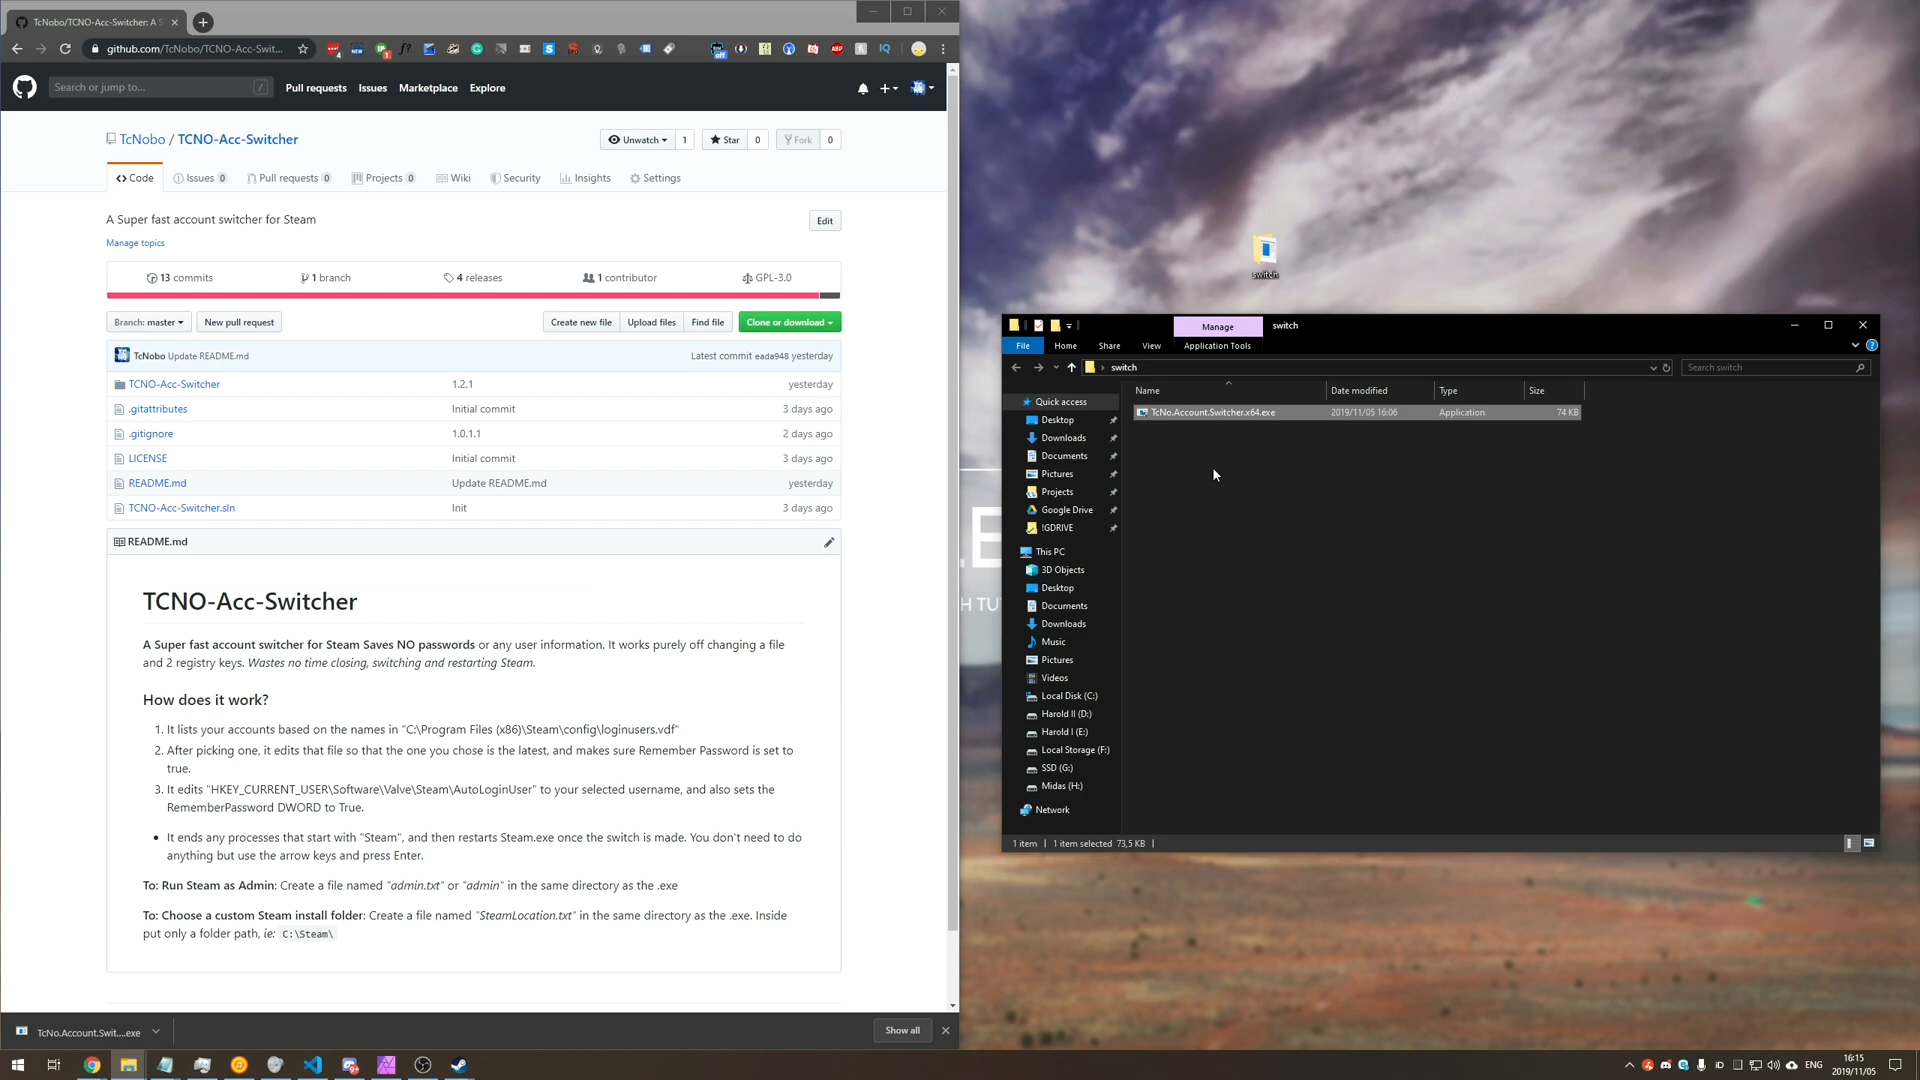 TcNobo/TCNO-Acc-Switcher: A S
github.com/TcNobo/TCNO-Acc-Swit...
Search or jump to...
/
Pull requests
Issues
Marketplace
Explore
TcNobo / TCNO-Acc-Switcher
Unwatch 1
Star 0
Fork 0
Code
Issues 0
Pull requests 0
Projects 0
Wiki
Security
Insights
Settings
A Super fast account switcher for Steam
Edit
Manage topics
13 commits
1 branch
4 releases
1 contributor
GPL-3.0
Branch: master
New pull request
Create new file
Upload files
Find file
Clone or download
TcNobo Update README.md
Latest commit eada948 yesterday
TCNO-Acc-Switcher 1.2.1 yesterday
.gitattributes Initial commit 3 days ago
.gitignore 1.0.1.1 2 days ago
LICENSE Initial commit 3 days ago
README.md Update README.md yesterday
TCNO-Acc-Switcher.sln Init 3 days ago
README.md
TCNO-Acc-Switcher
A Super fast account switcher for Steam Saves NO passwords or any user information. It works purely off changing a file
and 2 registry keys. Wastes no time closing, switching and restarting Steam.
How does it work?
1. It lists your accounts based on the names in "C:\Program Files (x86)\Steam\config\loginusers.vdf"
2. After picking one, it edits that file so that the one you chose is the latest, and makes sure Remember Password is set to
true.
3. It edits "HKEY_CURRENT_USER\Software\Valve\Steam\AutoLoginUser" to your selected username, and also sets the
RememberPassword DWORD to True.
• It ends any processes that start with "Steam", and then restarts Steam.exe once the switch is made. You don't need to do
anything but use the arrow keys and press Enter.
To: Run Steam as Admin: Create a file named "admin.txt" or "admin" in the same directory as the .exe
To: Choose a custom Steam install folder: Create a file named "SteamLocation.txt" in the same directory as the .exe. Inside
put only a folder path, ie: C:\Steam\
TcNo.Account.Swit....exe
Show all
switch
Manage
switch
File
Home
Share
View
Application Tools
switch
Search switch
Name
Date modified
Type
Size
TcNo.Account.Switcher.x64.exe 2019/11/05 16:06 Application 74 KB
Quick access
Desktop
Downloads
Documents
Pictures
Projects
Google Drive
!GDRIVE
This PC
3D Objects
Desktop
Documents
Downloads
Music
Pictures
Videos
Local Disk (C:)
Harold II (D:)
Harold I (E:)
Local Storage (F:)
SSD (G:)
Midas (H:)
Network
1 item
1 item selected 73,5 KB
.E
H TU
ENG
16:15
2019/11/05